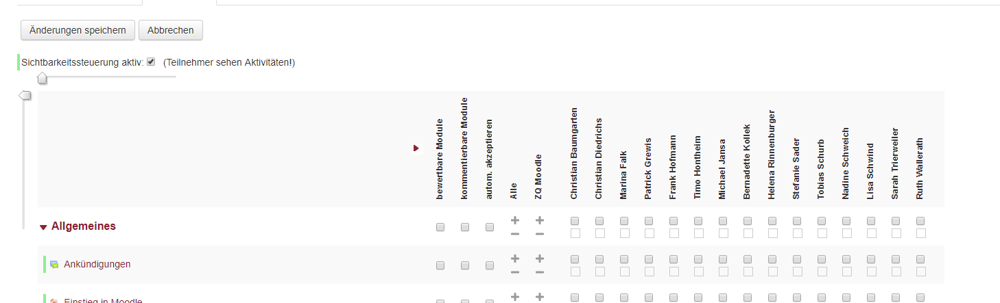 Änderungen speichern Abbrechen
Sichtbarkeitssteuerung aktiv: (Teilnehmer sehen Aktivitäten!)
bewertbare Module
kommentierbare Module
autom. akzeptieren
Alle
ZQ Moodle
Christian Baumgarten
Christian Diedrichs
Marina Falk
Patrick Grewis
Frank Hofmann
Timo Hontheim
Michael Jansa
Bernadette Kollek
Helena Rinnenburger
Stefanie Sader
Tobias Schurb
Nadine Schweich
Lisa Schwind
Sarah Trierweiler
Ruth Wallerath
Allgemeines
Ankündigungen
Einstieg in Moodle